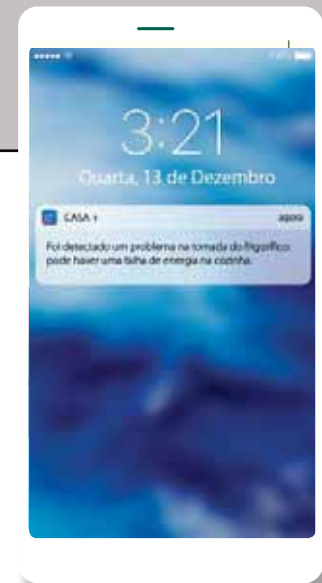 3:21
Quarta, 13 de Dezembro
CASA + agora
Foi detectado um problema na tomada do frigorífico:
pode haver uma falha de energia na cozinha.